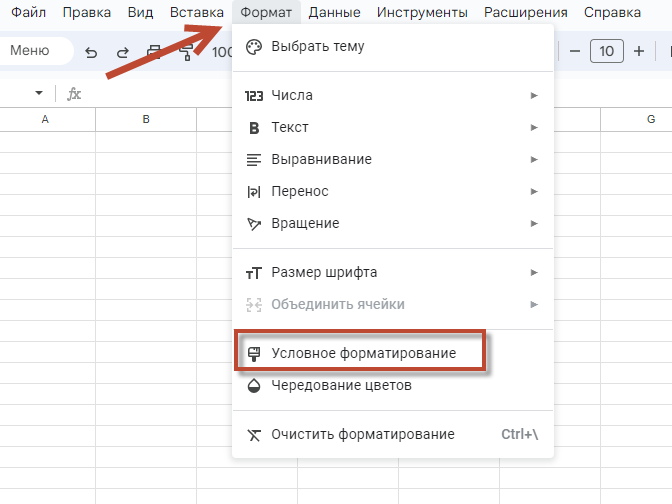 Файл Правка Вид Вставка Формат Данные Инструменты Расширения Справка
Меню 100 10
fx
A B G
Выбрать тему
123 Числа
B Текст
Выравнивание
Перенос
Вращение
тT Размер шрифта
Объединить ячейки
Условное форматирование
Чередование цветов
Очистить форматирование Ctrl+\